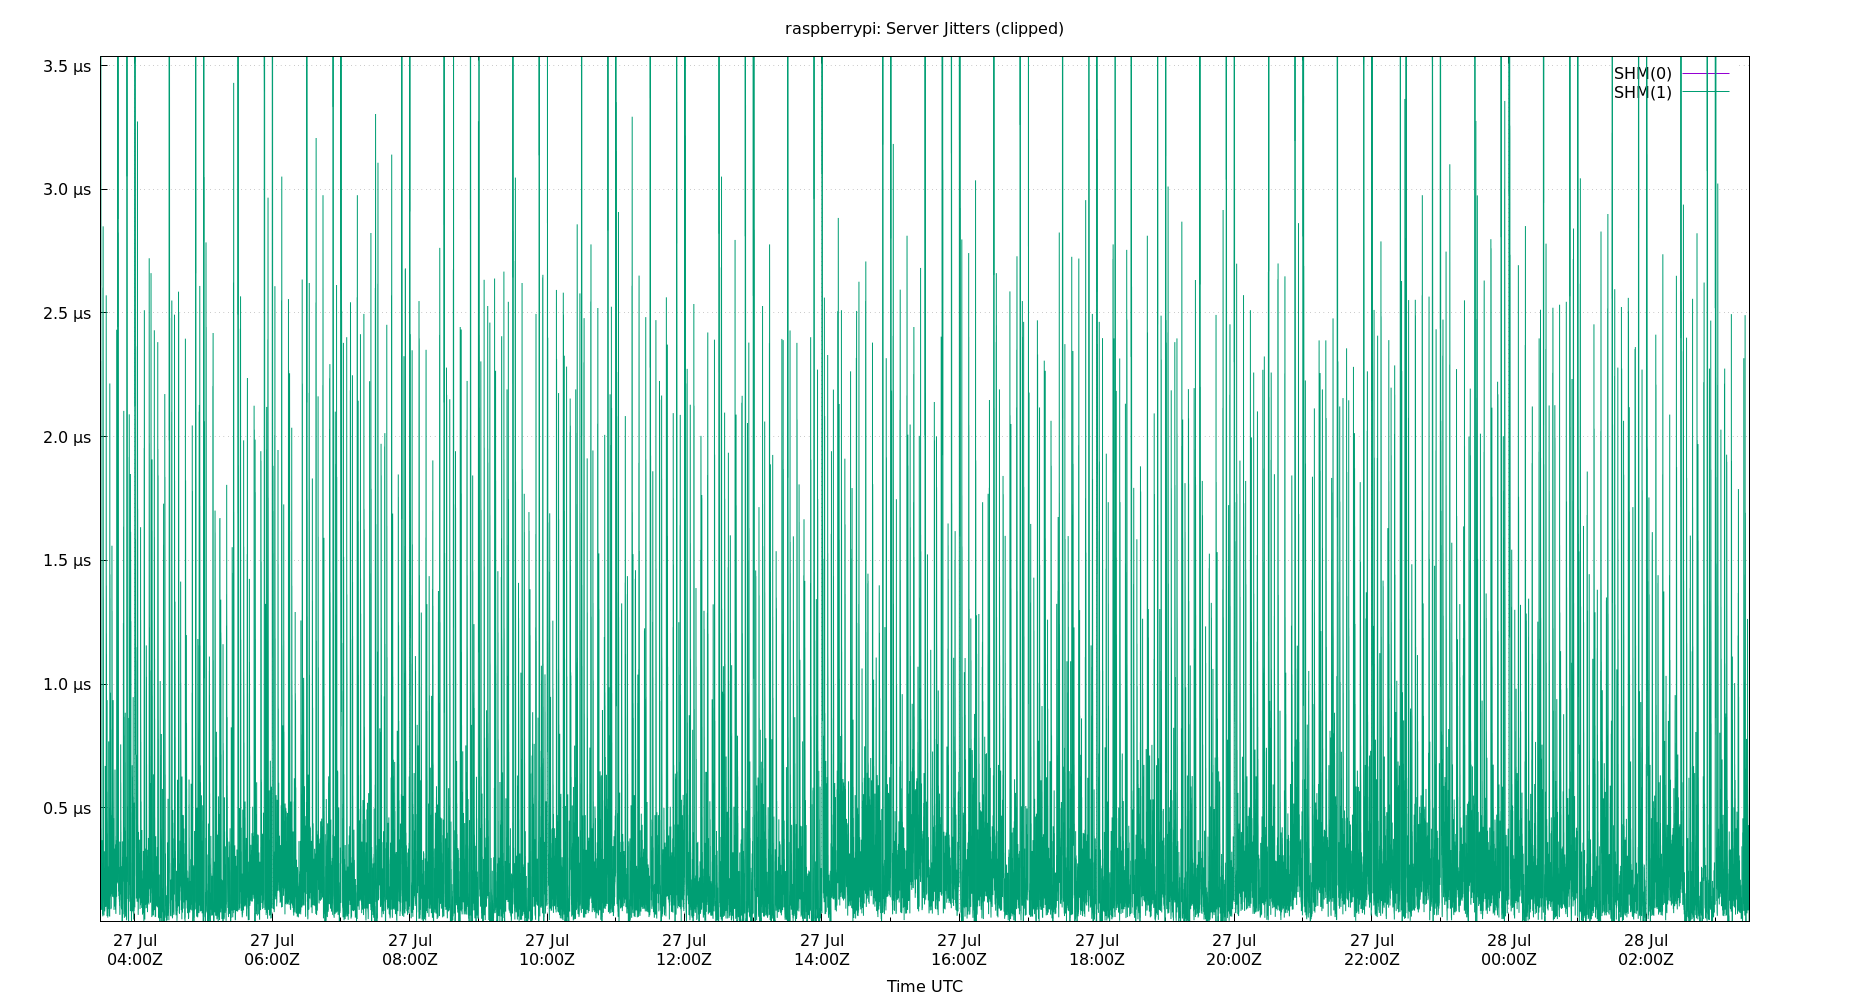 raspberrypi: Server Jitters (clipped)
3.5 µs
SHM(0)
SHM(1)
3.0 µs
2.5 µs
2.0 µs
1.5 µs
1.0 µs
0.5 µs
27 Jul 27 Jul 27 Jul 27 Jul 27 Jul 27 Jul 27 Jul 27 Jul 27 Jul 27 Jul 28 Jul 28 Jul
04:00Z 06:00Z 08:00Z 10:00Z 12:00Z 14:00Z 16:00Z 18:00Z 20:00Z 22:00Z 00:00Z 02:00Z
Time UTC